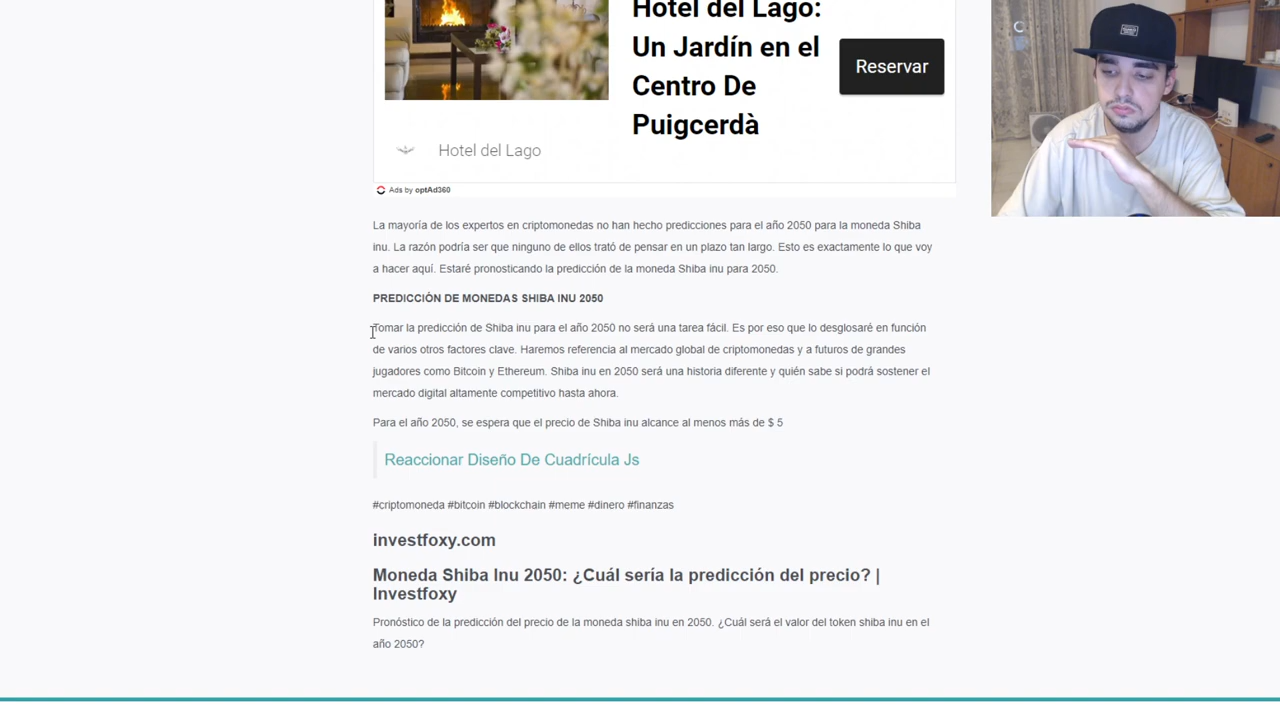 Hotel del Lago:
Un Jardín en el
Centro De
Puigcerdà
Reservar
Hotel del Lago
Ads by optAd360
La mayoría de los expertos en criptomonedas no han hecho predicciones para el año 2050 para la moneda Shiba
inu. La razón podría ser que ninguno de ellos trató de pensar en un plazo tan largo. Esto es exactamente lo que voy
a hacer aquí. Estaré pronosticando la predicción de la moneda Shiba inu para 2050.
PREDICCIÓN DE MONEDAS SHIBA INU 2050
Tomar la predicción de Shiba inu para el año 2050 no será una tarea fácil. Es por eso que lo desglosaré en función
de varios otros factores clave. Haremos referencia al mercado global de criptomonedas y a futuros de grandes
jugadores como Bitcoin y Ethereum. Shiba inu en 2050 será una historia diferente y quién sabe si podrá sostener el
mercado digital altamente competitivo hasta ahora.
Para el año 2050, se espera que el precio de Shiba inu alcance al menos más de $ 5
Reaccionar Diseño De Cuadrícula Js
#criptomoneda #bitcoin #blockchain #meme #dinero #finanzas
investfoxy.com
Moneda Shiba Inu 2050: ¿Cuál sería la predicción del precio? |
Investfoxy
Pronóstico de la predicción del precio de la moneda shiba inu en 2050. ¿Cuál será el valor del token shiba inu en el
año 2050?